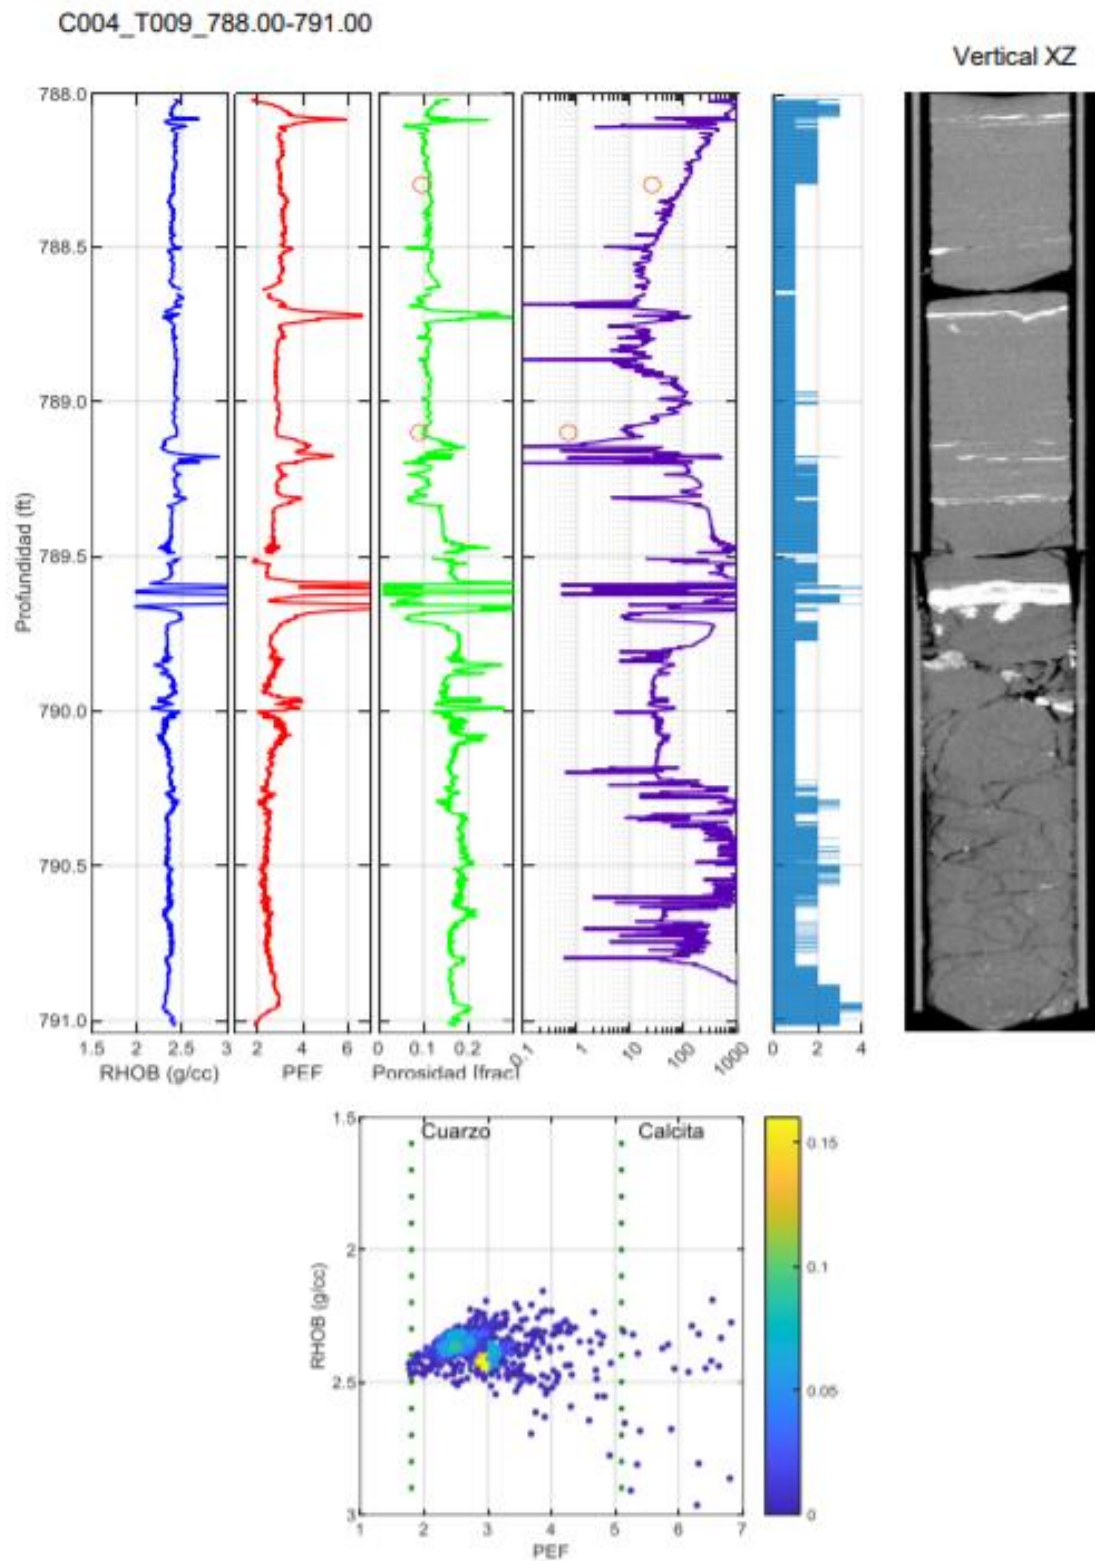 C004_T009_788.00-791.00
Vertical XZ
788.0
788.5
789.0
789.5
790.0
790.5
791.0
Profundidad (ft)
1.5 2 2.5 3
2 4 6
0 0.1 0.2
0.1 1 10 100 1000
0 2 4
RHOB (g/cc)
PEF
Porosidad [frac]
Cuarzo
Calcita
1.5
2
2.5
3
RHOB (g/cc)
1 2 3 4 5 6 7
PEF
0.15
0.1
0.05
0